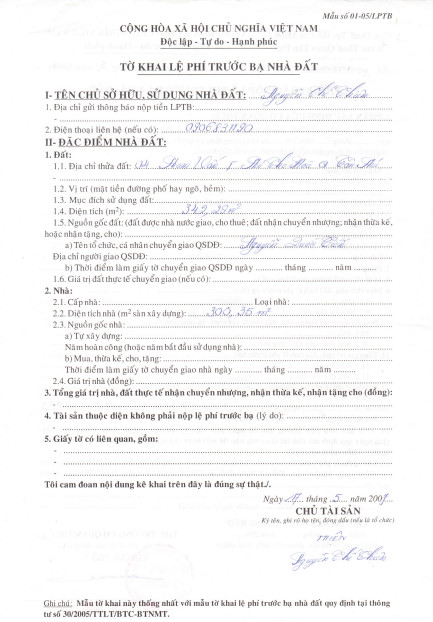 Mẫu số 01-05/LPTB
CỘNG HÒA XÃ HỘI CHỦ NGHĨA VIỆT NAM
Độc lập - Tự do - Hạnh phúc
TỜ KHAI LỆ PHÍ TRƯỚC BẠ NHÀ ĐẤT
I- TÊN CHỦ SỞ HỮU, SỬ DỤNG NHÀ ĐẤT: Nguyễn
1. Địa chỉ gửi thông báo nộp tiền LPTB:
-
2. Điện thoại liên hệ (nếu có): 0906831190
II- ĐẶC ĐIỂM NHÀ ĐẤT:
1. Đất:
1.1. Địa chỉ thửa đất:
1.2. Vị trí (mặt tiền đường phố hay ngõ, hẻm):
1.3. Mục đích sử dụng đất:
1.4. Diện tích (m²): m²
1.5. Nguồn gốc đất: (đất được nhà nước giao, cho thuê; đất nhận chuyển nhượng; nhận thừa kế,
hoặc nhận tặng, cho):
a) Tên tổ chức, cá nhân chuyển giao QSDĐ: Nguyễn
Địa chỉ người giao QSDĐ:
b) Thời điểm làm giấy tờ chuyển giao QSDĐ ngày tháng năm
1.6. Giá trị đất thực tế chuyển giao (nếu có):
2. Nhà:
2.1. Cấp nhà: Loại nhà:
2.2. Diện tích nhà (m² sàn xây dựng): 300,35 m²
2.3. Nguồn gốc nhà:
a) Tự xây dựng:
Năm hoàn công (hoặc năm bắt đầu sử dụng nhà):
b) Mua, thừa kế, cho, tặng:
Thời điểm làm giấy tờ chuyển giao nhà ngày tháng năm
2.4. Giá trị nhà (đồng):
3. Tổng giá trị nhà, đất thực tế nhận chuyển nhượng, nhận thừa kế, nhận tặng cho (đồng):
-
4. Tài sản thuộc diện không phải nộp lệ phí trước bạ (lý do):
-
5. Giấy tờ có liên quan, gồm:
-
-
Tôi cam đoan nội dung kê khai trên đây là đúng sự thật./.
Ngày tháng 5 năm 200
CHỦ TÀI SẢN
Ký tên, ghi rõ họ tên, đóng dấu (nếu là tổ chức)
Nguyễn
Ghi chú: Mẫu tờ khai này thống nhất với mẫu tờ khai lệ phí trước bạ nhà đất quy định tại thông
tư số 30/2005/TTLT/BTC-BTNMT.